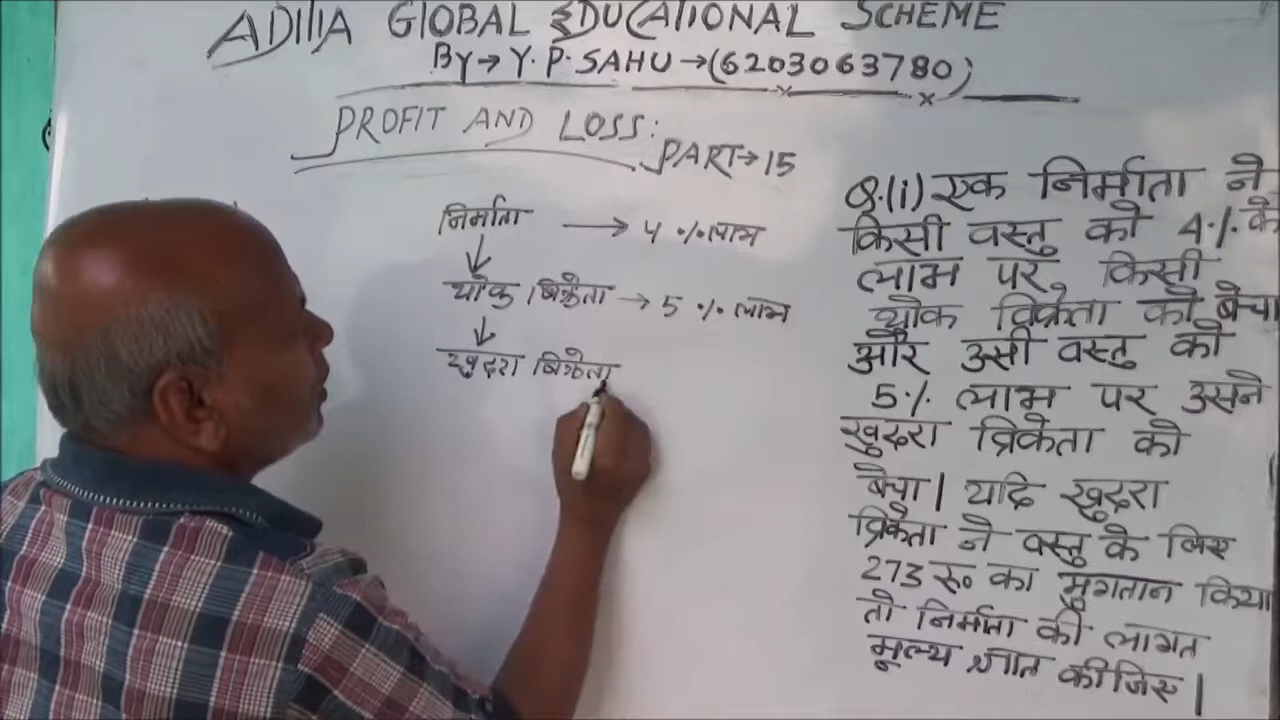 ADITIA GLOBAL EDUCATIONAL SCHEME
BY→Y.P.SAHU→(6203063780)
PROFIT AND LOSS:
PART→15
निर्माता → 4 % लाभ
थोक बिक्रेता → 5 % लाभ
खुदरा बिक्रेता
Q.(i) एक निर्माता ने
किसी वस्तु को 4% के
लाभ पर किसी
थोक विक्रेता को बेचा
और उसी वस्तु को
5% लाभ पर उसने
खुदरा विक्रेता को
बेचा। यदि खुदरा
विक्रेता ने वस्तु के लिए
273 रू० का भुगतान किया
तो निर्माता की लागत
मूल्य ज्ञात कीजिए।